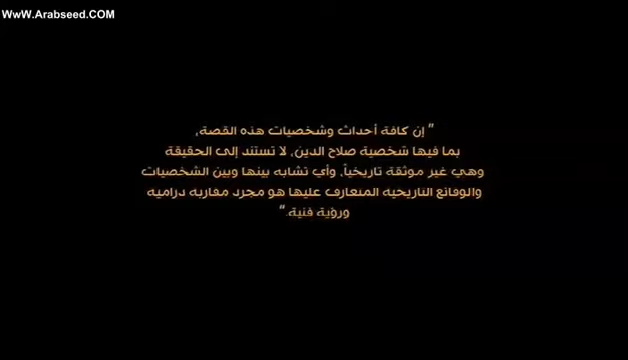 WwW.Arabseed.COM
" إن كافة أحداث وشخصيات هذه القصة،
بما فيها شخصية صلاح الدين، لا تستند إلى الحقيقة
وهي غير موثقة تاريخياً، وأي تشابه بينها وبين الشخصيات
والوقائع التاريخية المتعارف عليها هو مجرد مقاربة درامية
ورؤية فنية."